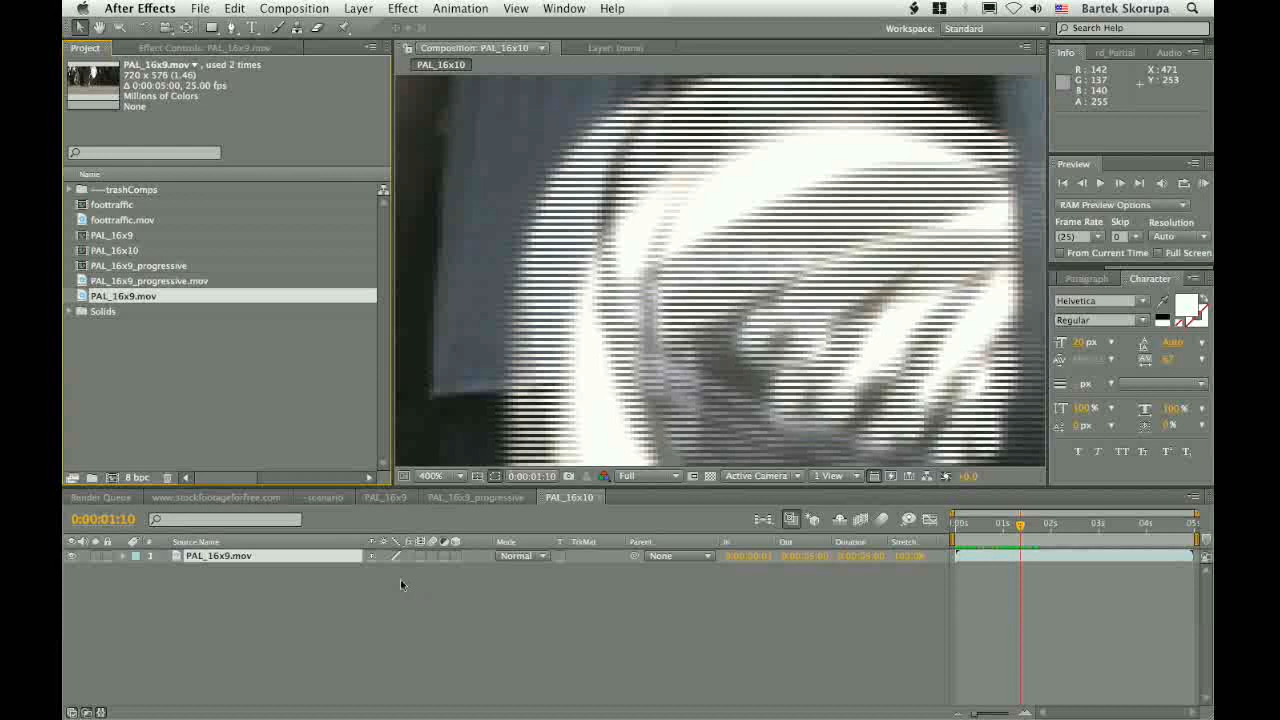 After Effects File Edit Composition Layer Effect Animation View Window Help Bartek Skorupa
Workspace: Standard Search Help
Project Effect Controls: PAL_16x9.mov
Composition: PAL_16x10 Layer: (none)
Info rd_Partial Audio
PAL_16x10
PAL_16x9.mov , used 2 times
720 x 576 (1.46)
Δ 0:00:05:00, 25.00 fps
Millions of Colors
None
R : 142 X : 471
G : 137 Y : 253
B : 140
A : 255
Name
----trashComps
foottraffic
foottraffic.mov
PAL_16x9
PAL_16x10
PAL_16x9_progressive
PAL_16x9_progressive.mov
PAL_16x9.mov
Solids
Preview
RAM Preview Options
Frame Rate Skip Resolution
(25) 0 Auto
From Current Time Full Screen
Paragraph Character
Helvetica
Regular
20 px Auto
67
px
100% 100%
0 px 0%
T T TT Tr
8 bpc
400% 0:00:01:10 Full Active Camera 1 View +0.0
Render Queue www.stockfootageforfree.com -scenario PAL_16x9 PAL_16x9_progressive PAL_16x10
0:00:01:10
:00s 01s 02s 03s 04s 05s
# Source Name Mode T TrkMat Parent In Out Duration Stretch
1 PAL_16x9.mov Normal None 0:00:05:00 0:00:05:00 100.0%